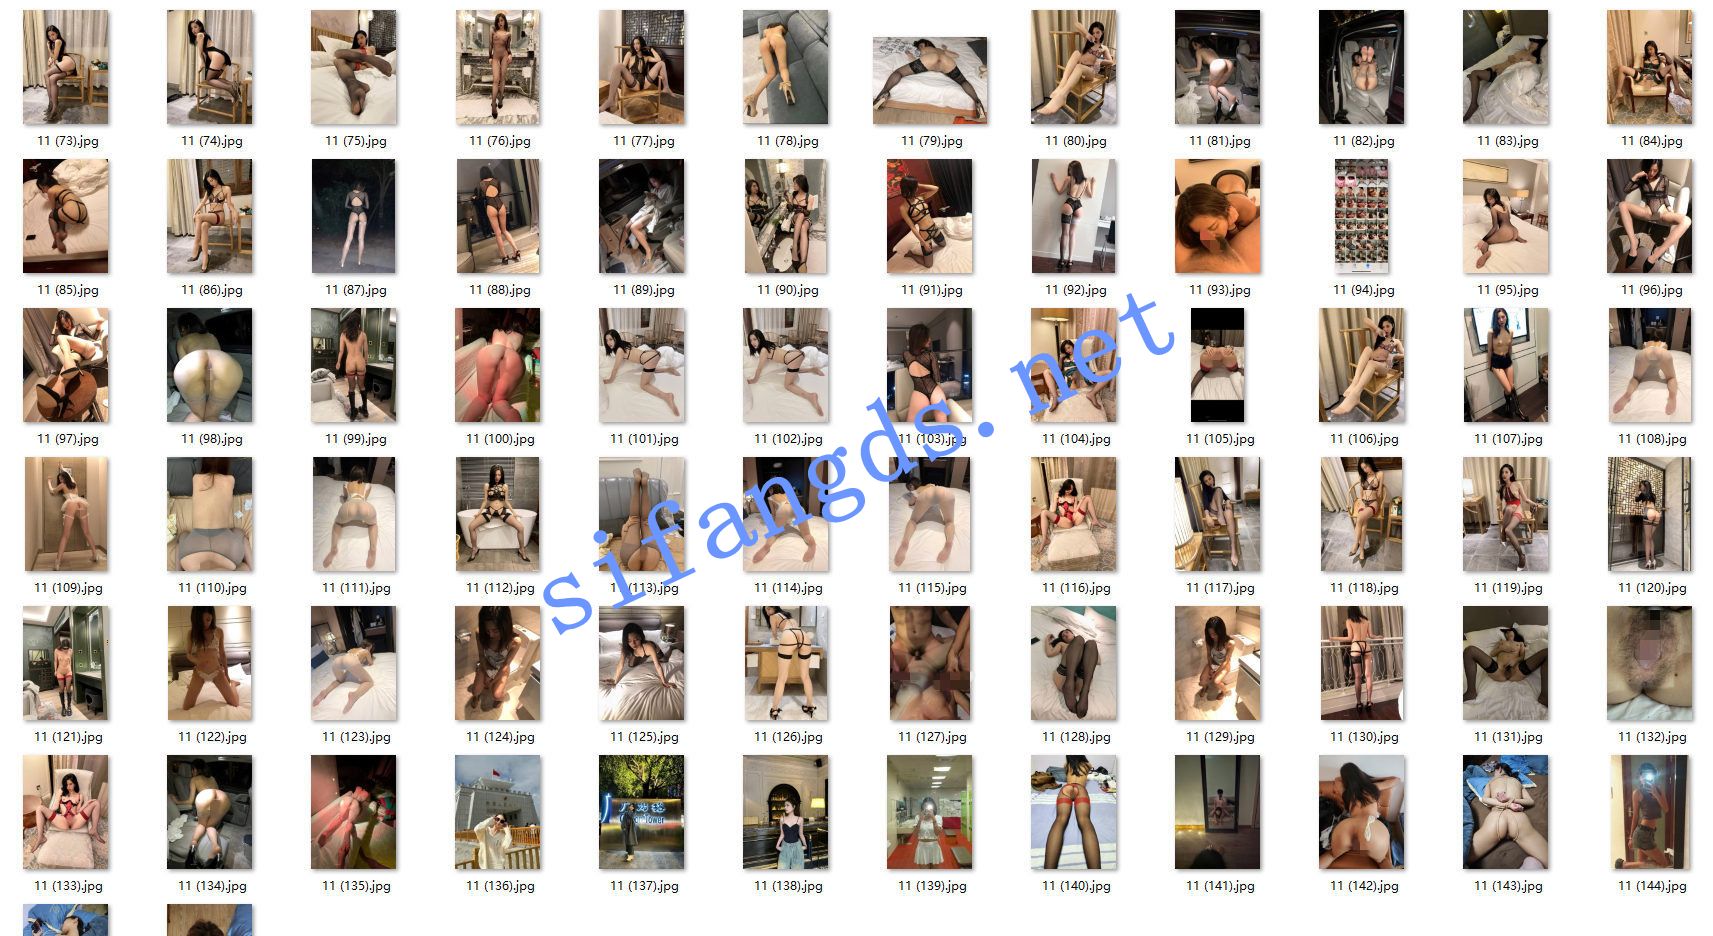 11 (73).jpg 11 (74).jpg 11 (75).jpg 11 (76).jpg 11 (77).jpg 11 (78).jpg 11 (79).jpg 11 (80).jpg 11 (81).jpg 11 (82).jpg 11 (83).jpg 11 (84).jpg
11 (85).jpg 11 (86).jpg 11 (87).jpg 11 (88).jpg 11 (89).jpg 11 (90).jpg 11 (91).jpg 11 (92).jpg 11 (93).jpg 11 (94).jpg 11 (95).jpg 11 (96).jpg
11 (97).jpg 11 (98).jpg 11 (99).jpg 11 (100).jpg 11 (101).jpg 11 (102).jpg 11 (103).jpg 11 (104).jpg 11 (105).jpg 11 (106).jpg 11 (107).jpg 11 (108).jpg
sifangds.net
11 (109).jpg 11 (110).jpg 11 (111).jpg 11 (112).jpg 11 (113).jpg 11 (114).jpg 11 (115).jpg 11 (116).jpg 11 (117).jpg 11 (118).jpg 11 (119).jpg 11 (120).jpg
11 (121).jpg 11 (122).jpg 11 (123).jpg 11 (124).jpg 11 (125).jpg 11 (126).jpg 11 (127).jpg 11 (128).jpg 11 (129).jpg 11 (130).jpg 11 (131).jpg 11 (132).jpg
Tower
11 (133).jpg 11 (134).jpg 11 (135).jpg 11 (136).jpg 11 (137).jpg 11 (138).jpg 11 (139).jpg 11 (140).jpg 11 (141).jpg 11 (142).jpg 11 (143).jpg 11 (144).jpg